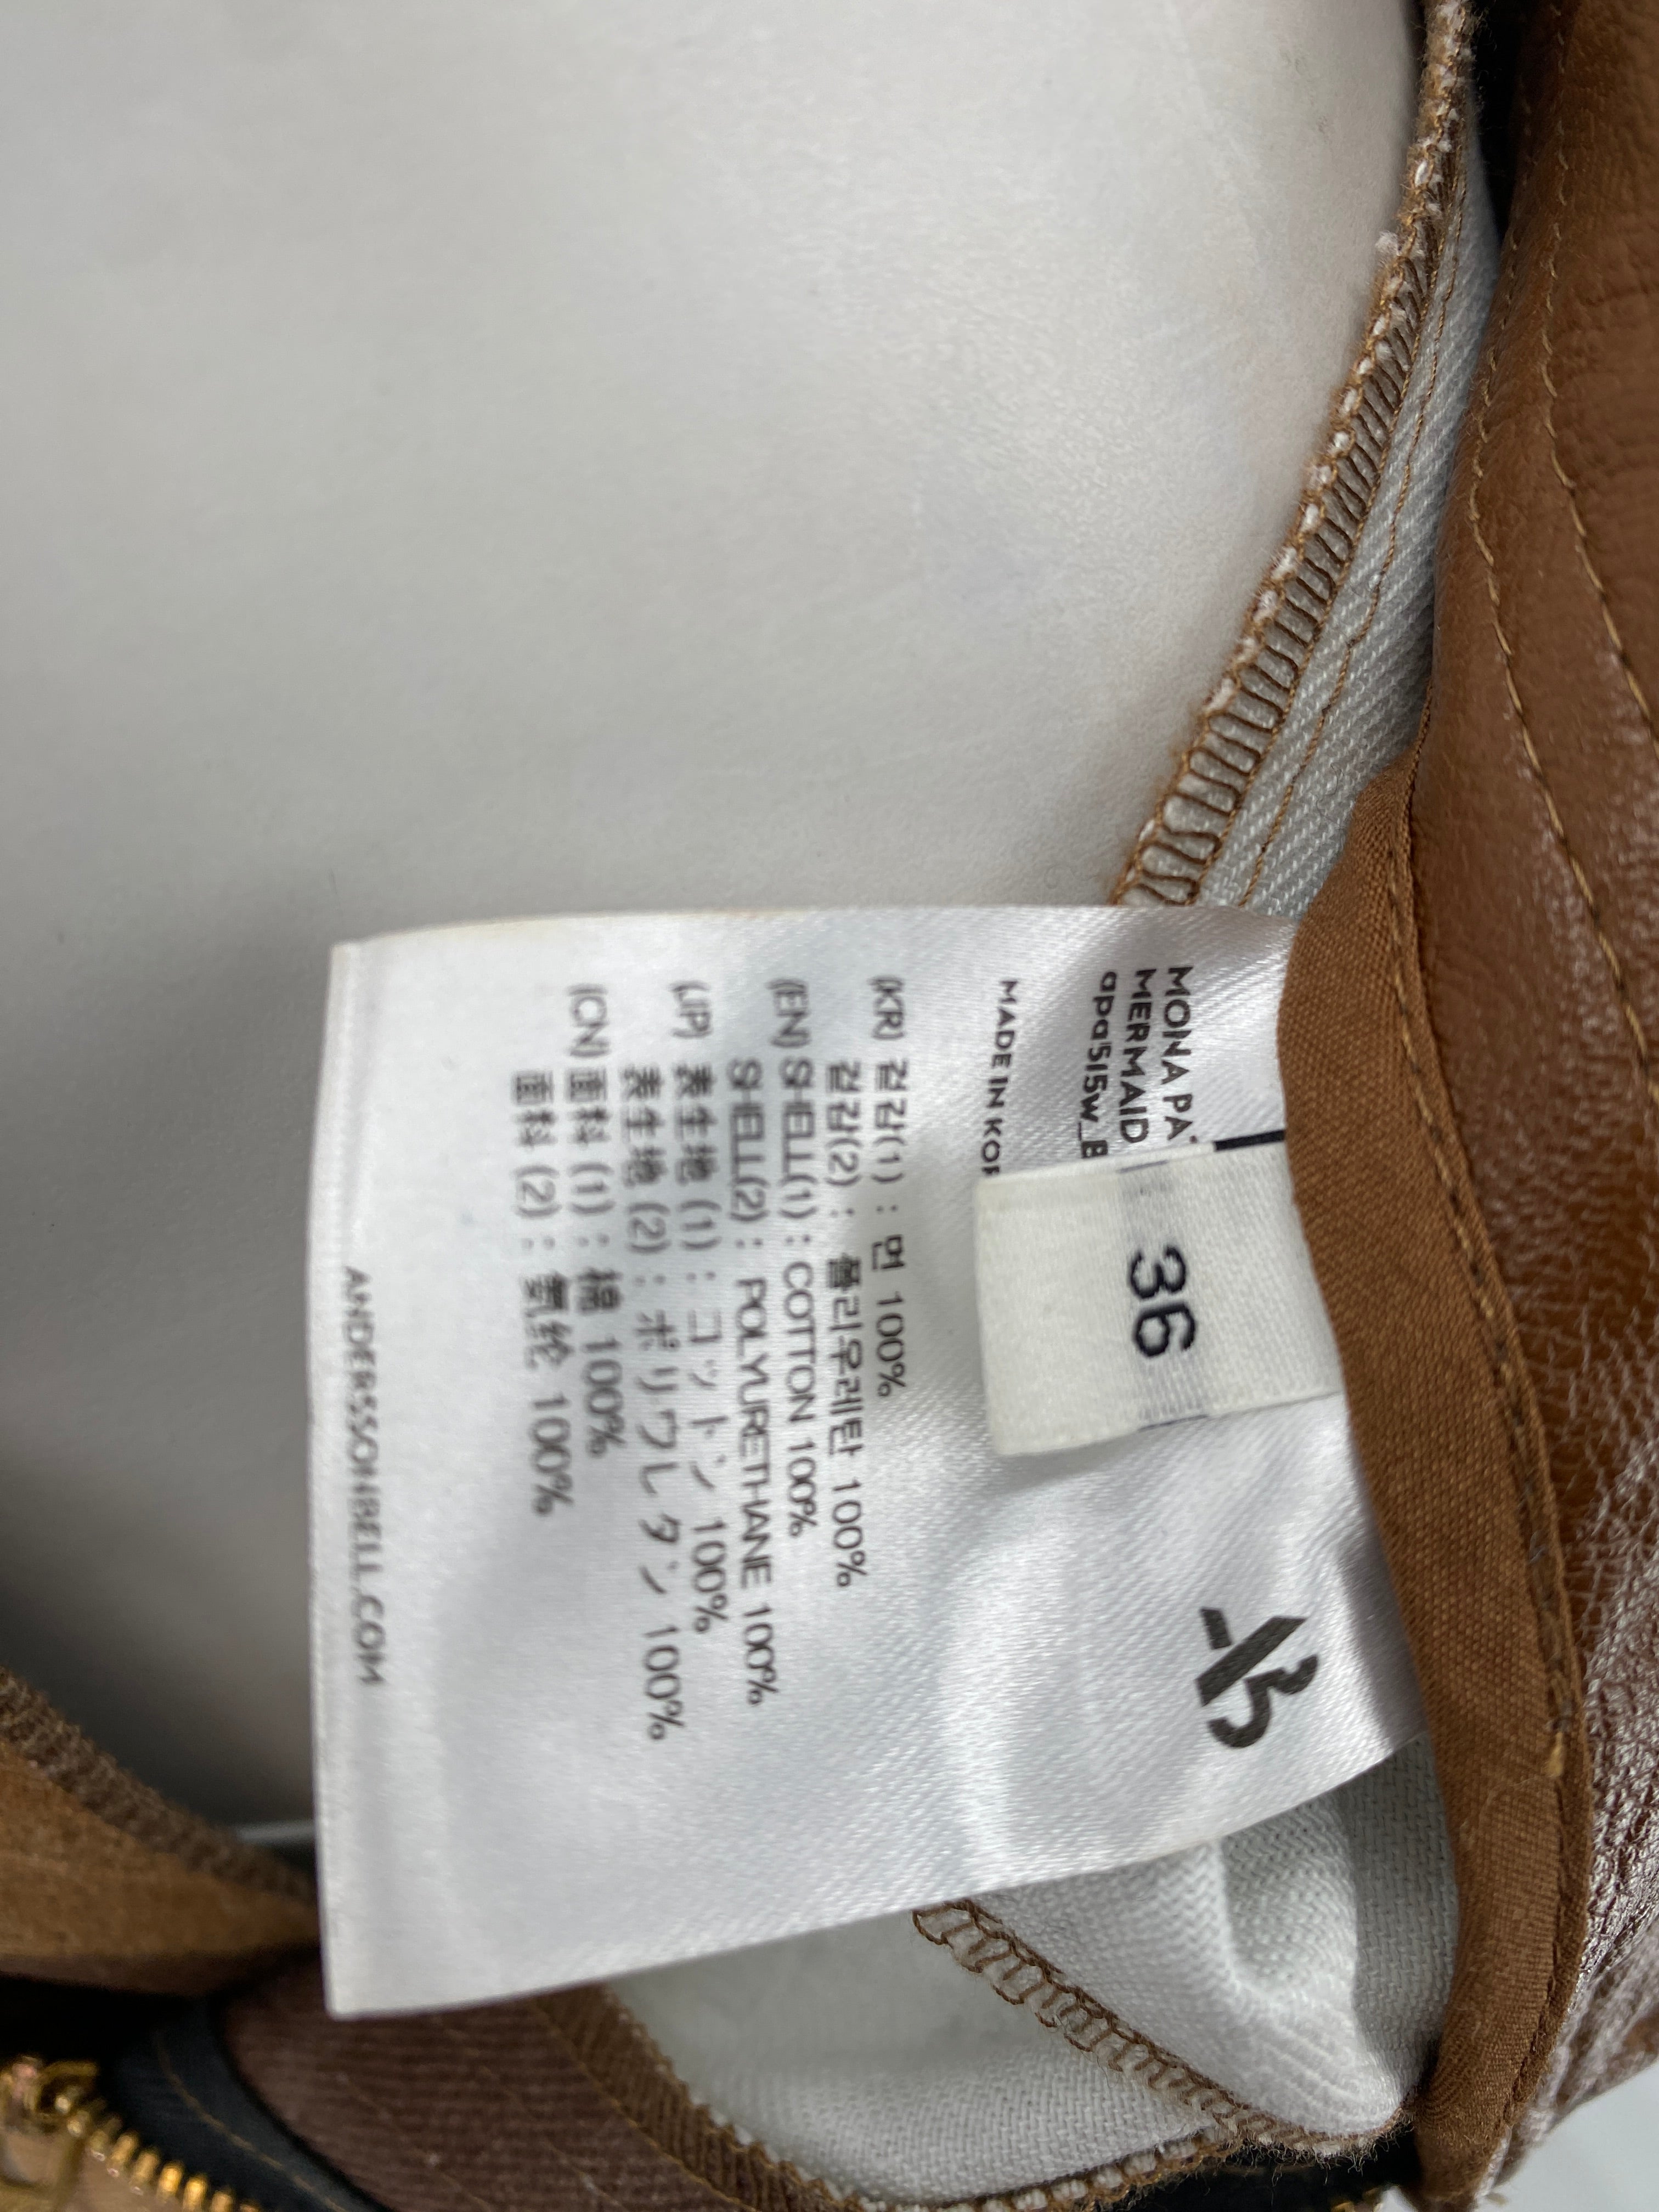 MONA PA
MERMAID
apa515w_B
MADE IN KOR
36
(KR) 겉감(1) : 면 100%
겉감(2) : 폴리우레탄 100%
(EN) SHELL(1) : COTTON 100%
SHELL(2) : POLYURETHANE 100%
(JP) 表生地 (1) : コットン 100%
表生地 (2) : ポリウレタン 100%
(CN) 面料 (1) : 棉 100%
面料 (2) : 氨纶 100%
ANDERSSONBELL.COM